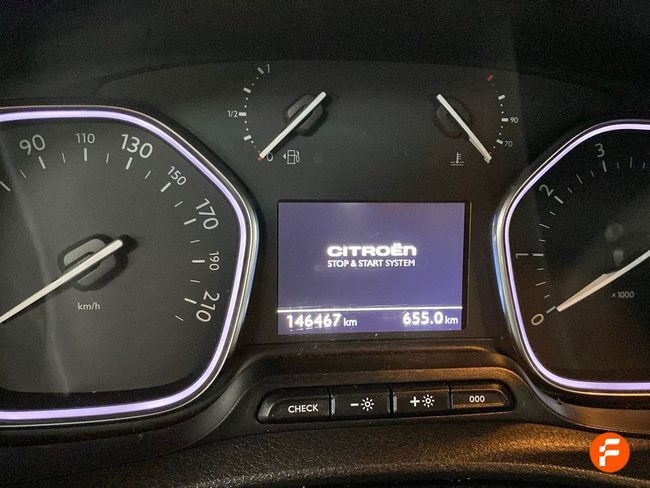 90 110 130 150 170 190 210
km/h
1 1/2 0
90 70
CITROËN
STOP & START SYSTEM
146467 km 655.0 km
3 2 1 0
x1000
CHECK - + 000
F